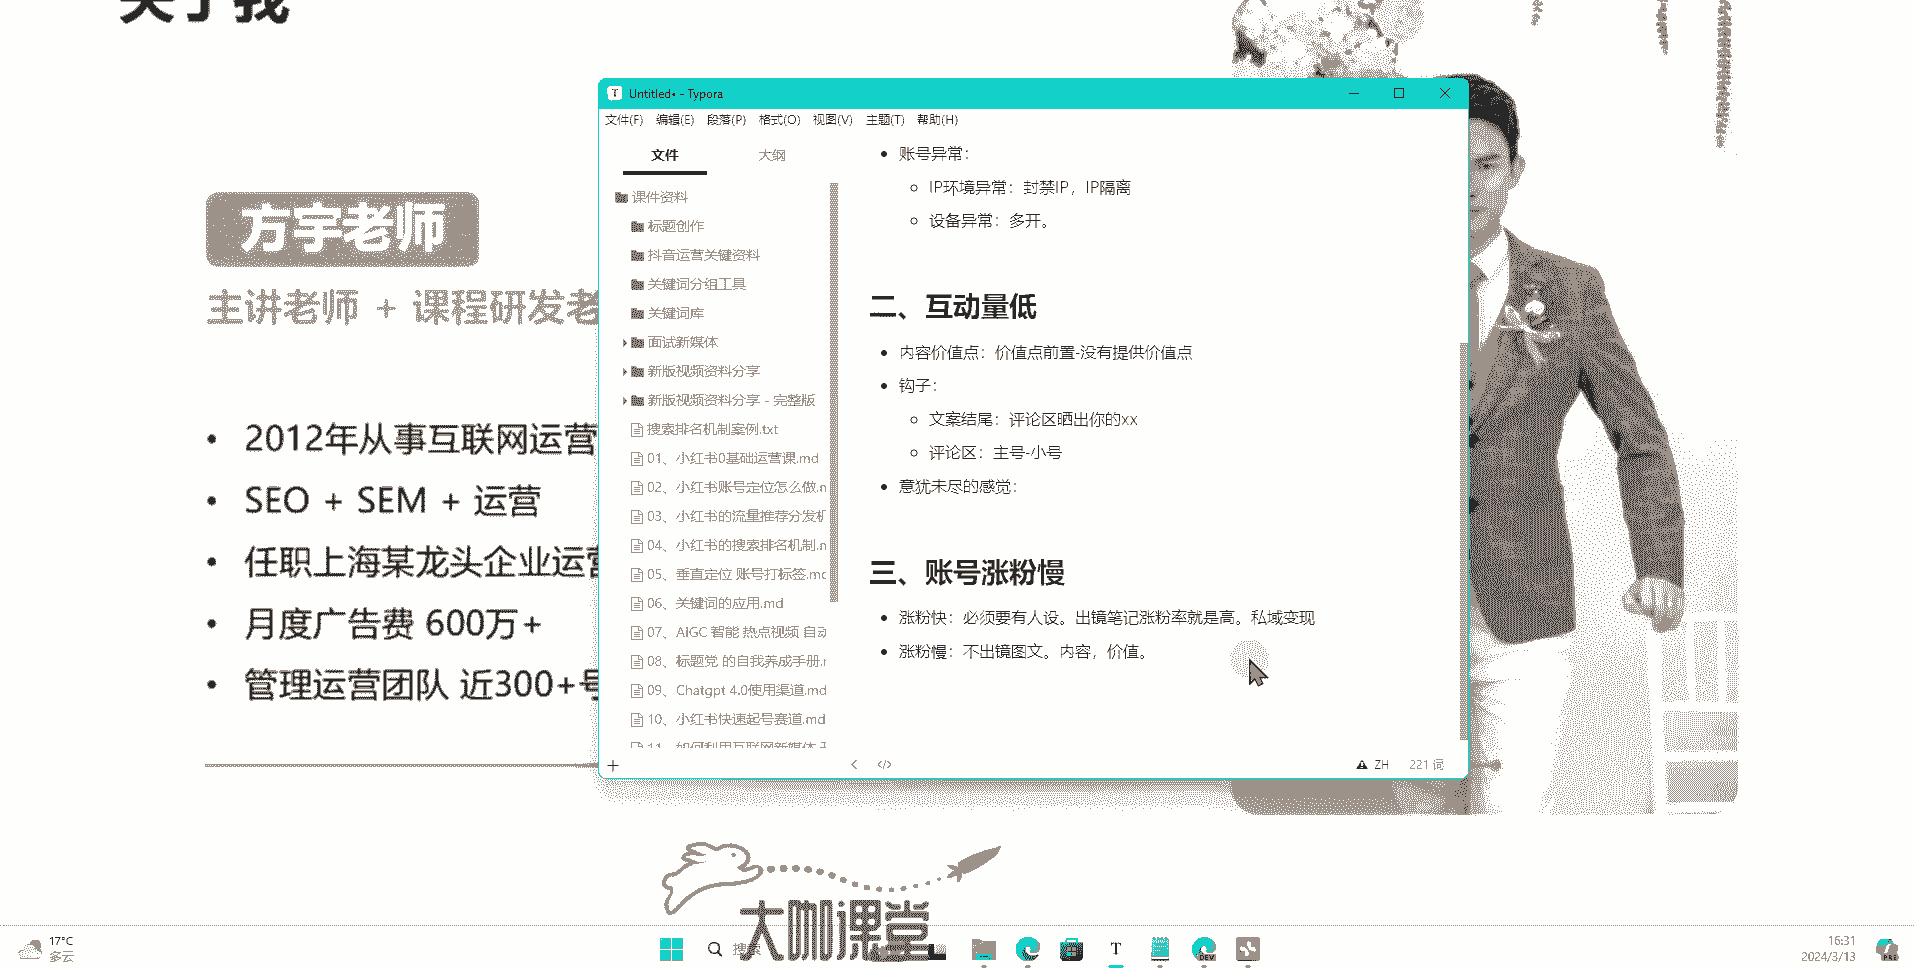 关于我
方宇老师
主讲老师 + 课程研发老
2012年从事互联网运营
SEO + SEM + 运营
任职上海某龙头企业运营
月度广告费 600万+
管理运营团队 近300+号
Untitled• - Typora
文件(F) 编辑(E) 段落(P) 格式(O) 视图(V) 主题(T) 帮助(H)
文件 大纲
课件资料
标题创作
抖音运营关键资料
关键词分组工具
关键词库
面试新媒体
新版视频资料分享
新版视频资料分享 - 完整版
搜索排名机制案例.txt
01、小红书0基础运营课.md
02、小红书账号定位怎么做.m
03、小红书的流量推荐分发机
04、小红书的搜索排名机制.m
05、垂直定位 账号打标签.mc
06、关键词的应用.md
07、AIGC 智能 热点视频 自动
08、标题党 的自我养成手册.r
09、Chatgpt 4.0使用渠道.md
10、小红书快速起号赛道.md
11、如何利用互联网新媒体
账号异常：
IP环境异常：封禁IP，IP隔离
设备异常：多开。
二、互动量低
内容价值点：价值点前置-没有提供价值点
钩子：
文案结尾：评论区晒出你的xx
评论区：主号-小号
意犹未尽的感觉：
三、账号涨粉慢
涨粉快：必须要有人设。出镜笔记涨粉率就是高。私域变现
涨粉慢：不出镜图文。内容，价值。
ZH 221 词
大咖课堂
17°C
多云
搜索
16:31
2024/3/13